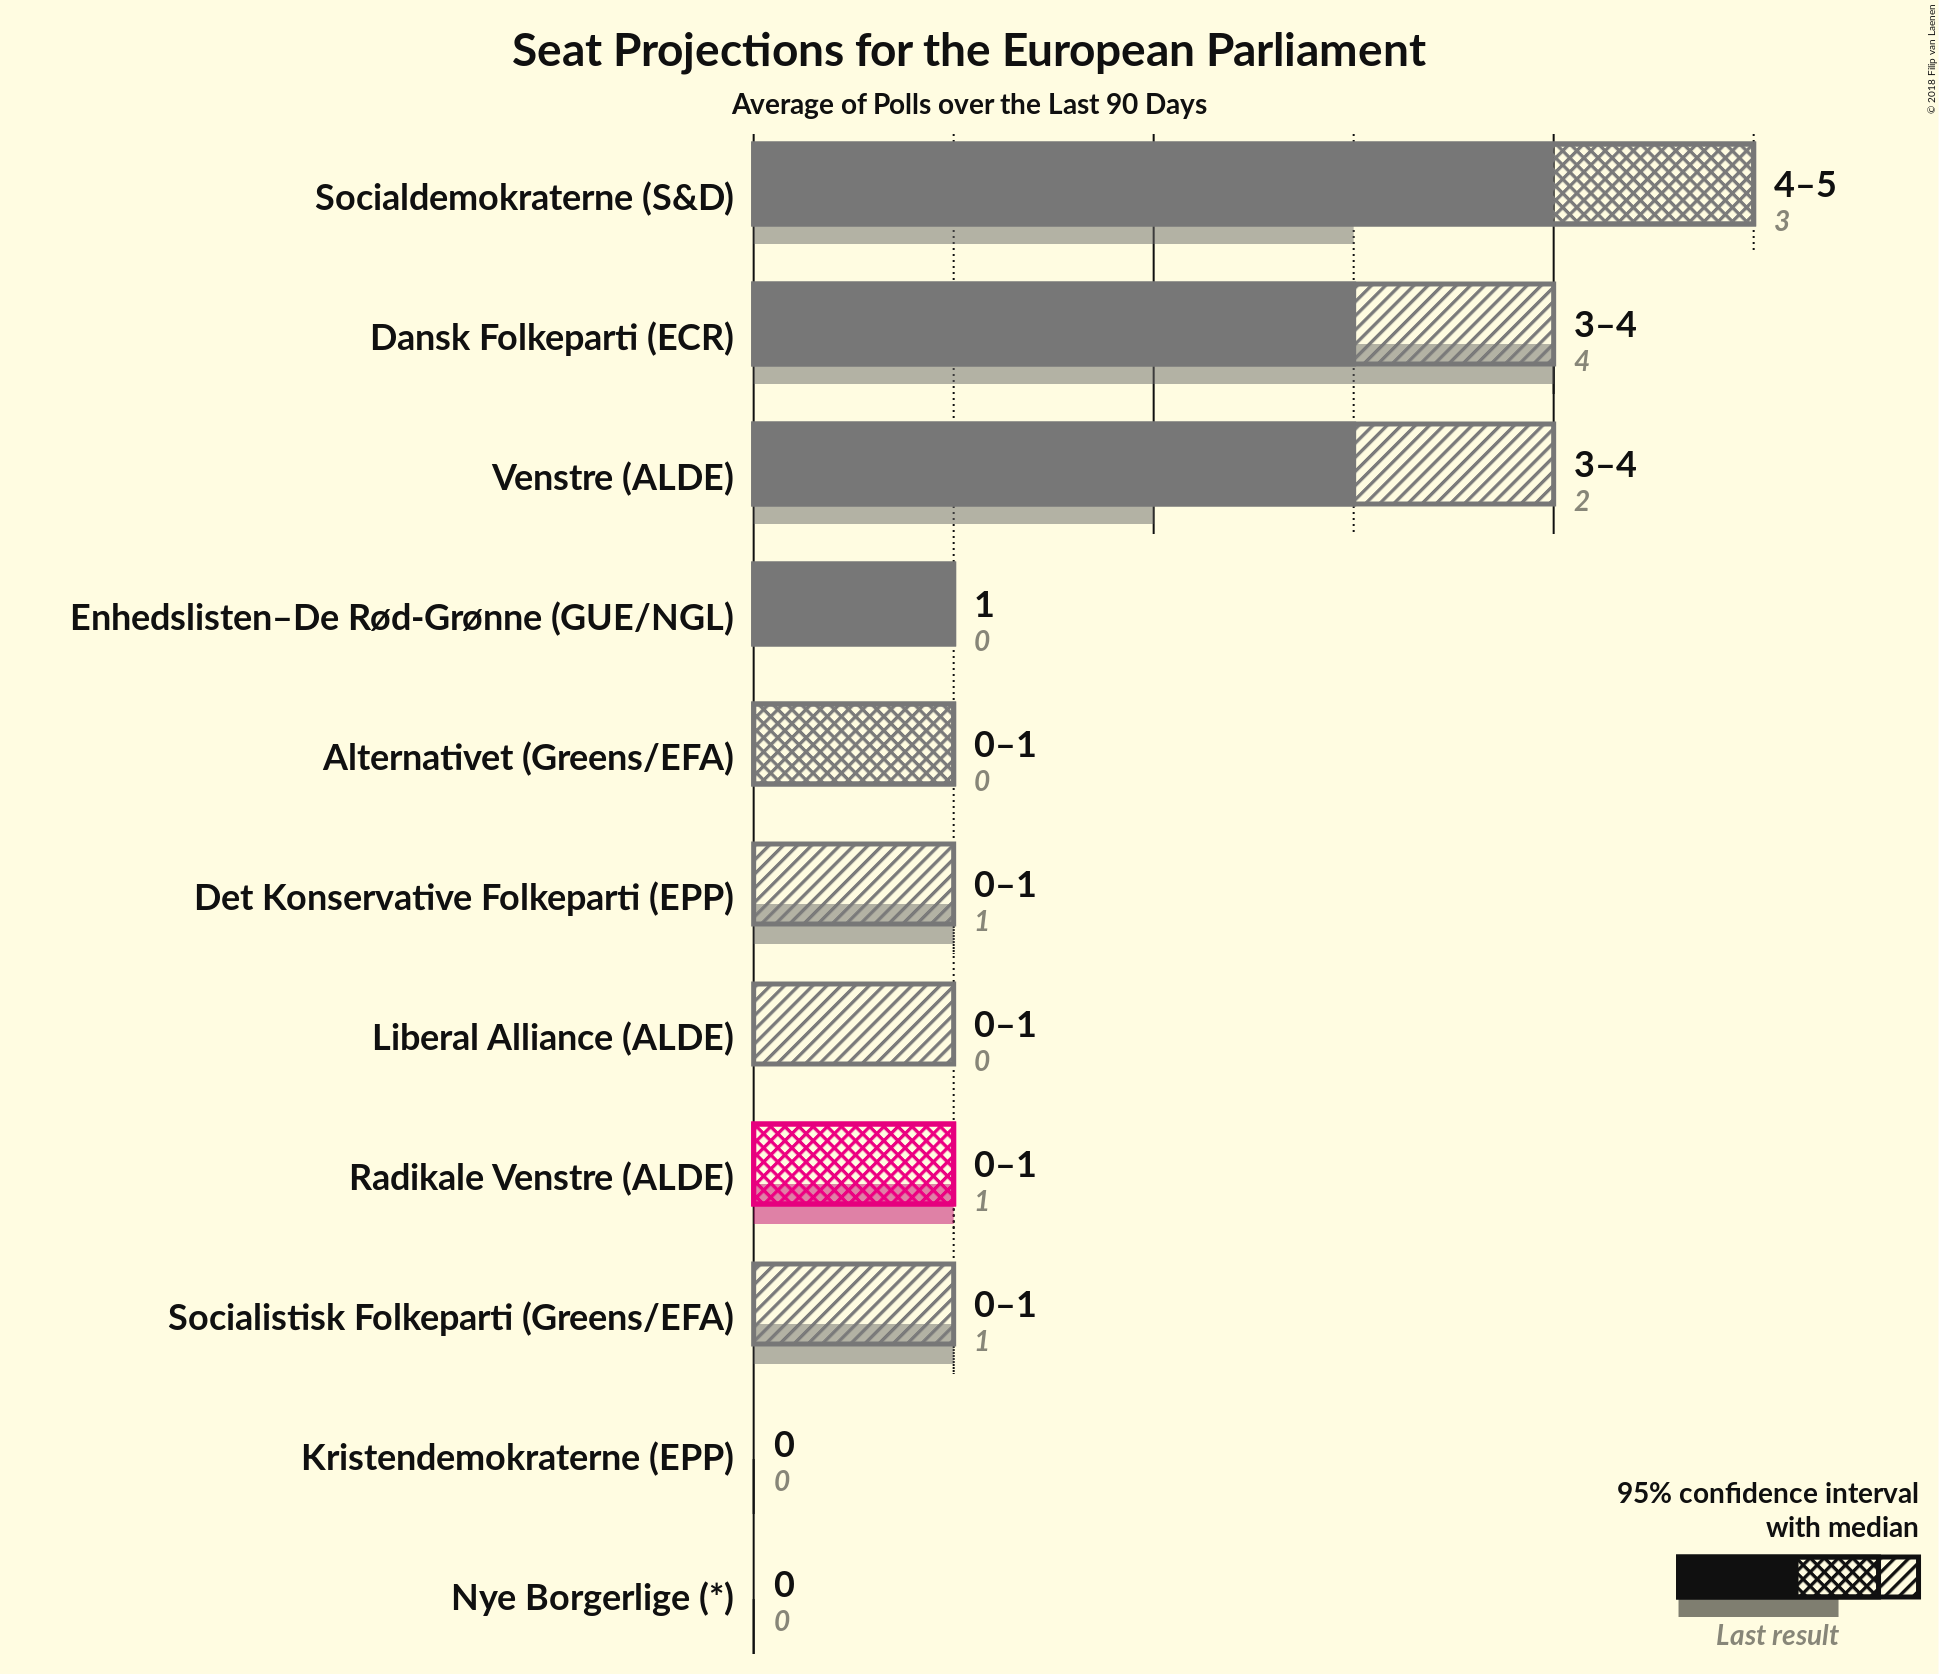 Seat Projections for the European Parliament
Average of Polls over the Last 90 Days
© 2018 Filip van Laenen
Socialdemokraterne (S&D)
4–5
3
Dansk Folkeparti (ECR)
3–4
4
Venstre (ALDE)
3–4
2
Enhedslisten–De Rød-Grønne (GUE/NGL)
1
0
Alternativet (Greens/EFA)
0–1
0
Det Konservative Folkeparti (EPP)
0–1
1
Liberal Alliance (ALDE)
0–1
0
Radikale Venstre (ALDE)
0–1
1
Socialistisk Folkeparti (Greens/EFA)
0–1
1
Kristendemokraterne (EPP)
0
0
Nye Borgerlige (*)
0
0
95% confidence interval
with median
Last result